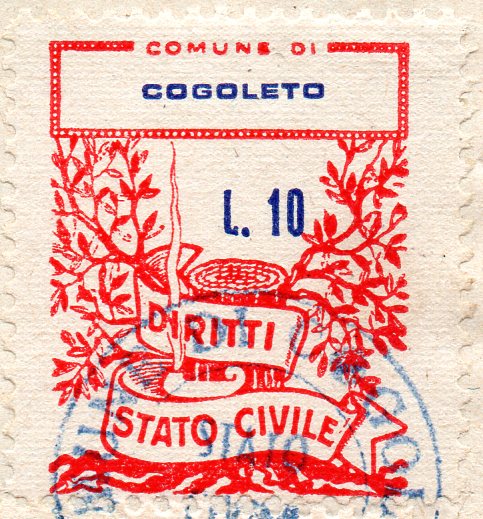 COMUNE DI
COGOLETO
L. 10
DIRITTI
STATO CIVILE